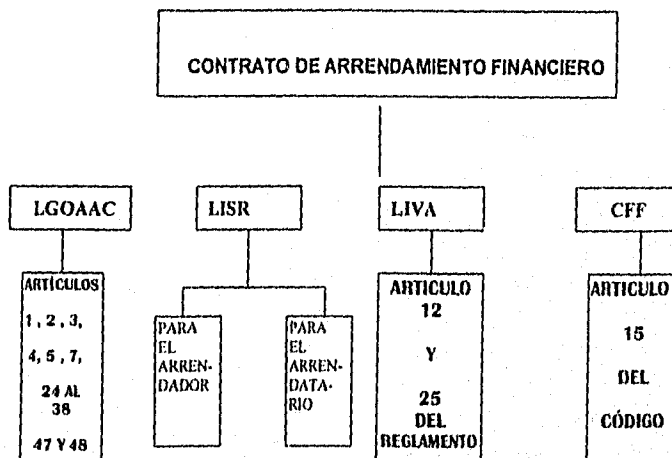 CONTRATO DE ARRENDAMIENTO FINANCIERO
LGOAAC
LISR
LIVA
CFF
ARTÍCULOS
1 , 2 , 3,
4, 5 , 7,
24 AL
38
47 Y 48
PARA
EL
ARREN-
DADOR
PARA
EL
ARREN-
DATA-
RIO
ARTICULO
12
Y
25
DEL
REGLAMENTO
ARTICULO
15
DEL
CÓDIGO